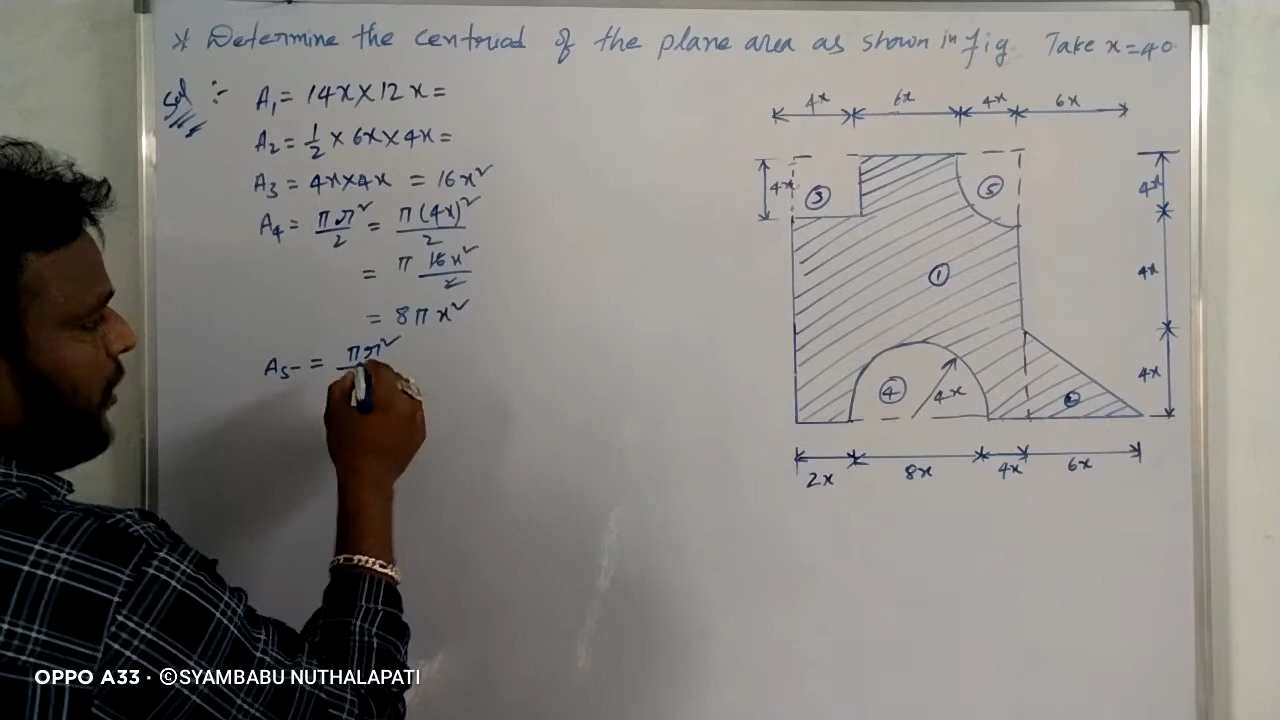 * Determine the centriod of the plane area as shown in fig Take x=40
Sol :-
A₁ = 14x × 12x =
A₂ = 1/2 × 6x × 4x =
A₃ = 4x×4x = 16x²
A₄ = πr²/2 = π(4x)²/2
= π 16x²/2
= 8πx²
A₅ = πr²
4x 6x 4x 6x
4x
3
5
4x
1
4x
4
4x
2
4x
2x 8x 4x 6x
OPPO A33 · ©SYAMBABU NUTHALAPATI